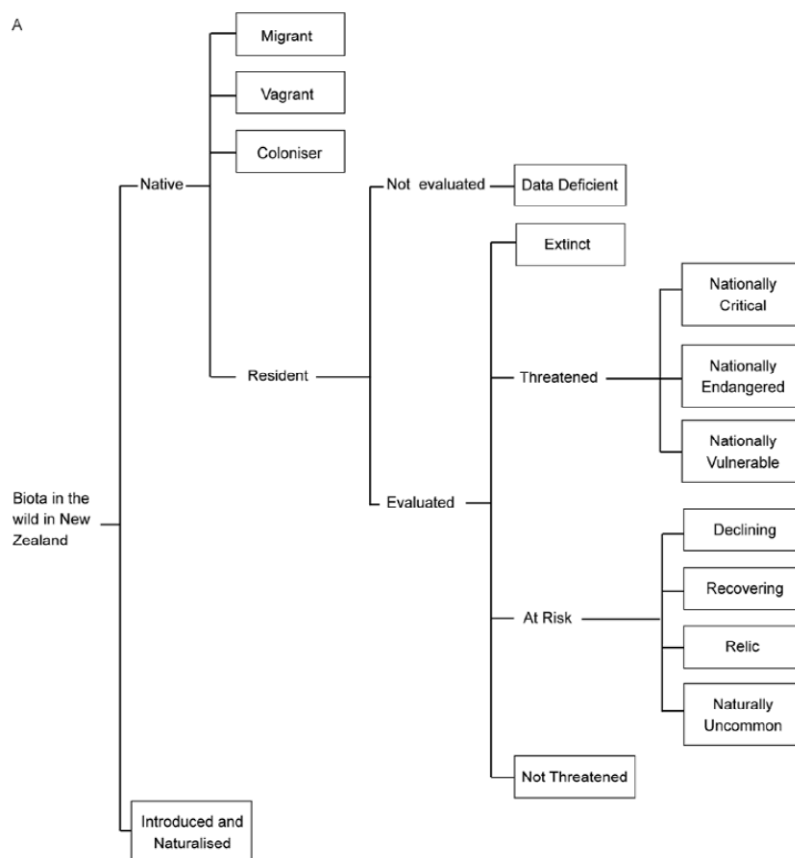 A
Migrant
Vagrant
Coloniser
Native
Not evaluated
Data Deficient
Extinct
Nationally
Critical
Resident
Threatened
Nationally
Endangered
Nationally
Vulnerable
Biota in the
wild in New
Zealand
Evaluated
Declining
Recovering
At Risk
Relic
Naturally
Uncommon
Not Threatened
Introduced and
Naturalised